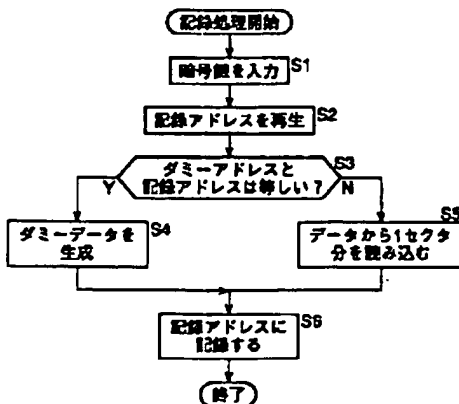 記録処理開始
暗号鍵を入力 S1
記録アドレスを再生 S2
ダミーアドレスと S3
記録アドレスは等しい?
Y N
ダミーデータを S4
生成
データから1セクタ S5
分を読み込む
記録アドレスに S6
記録する
終了